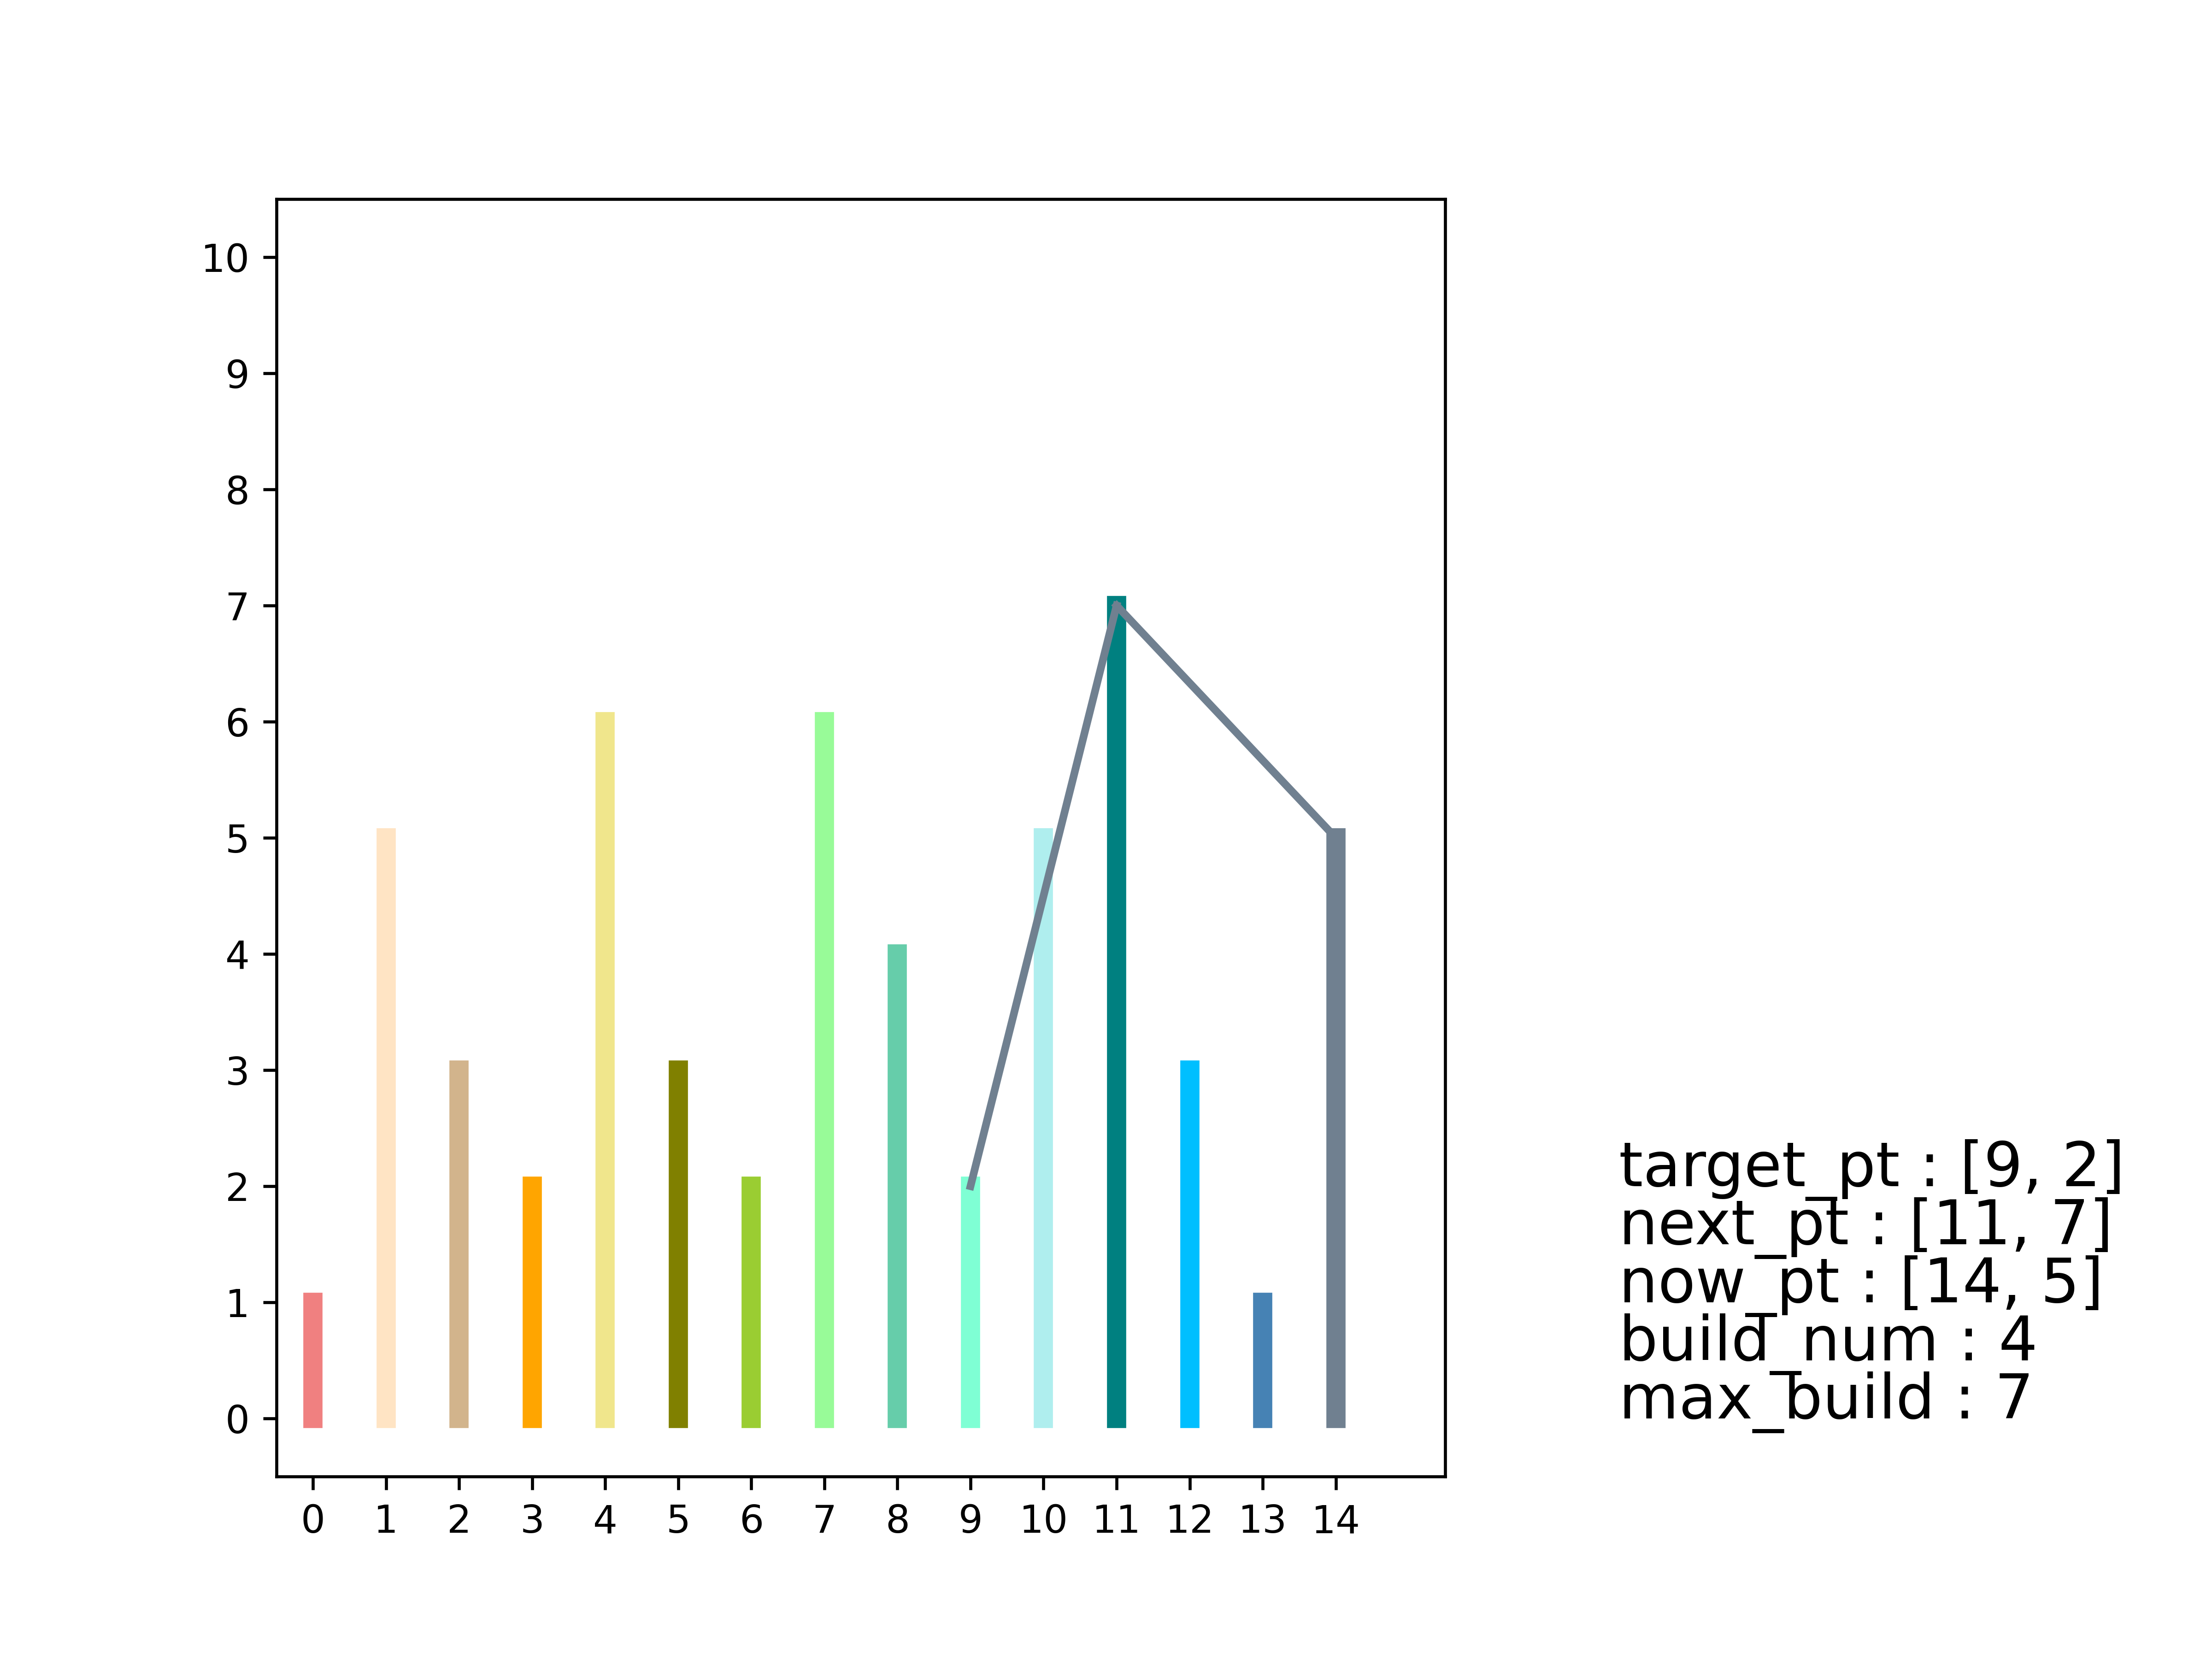 10
9
8
7
6
5
4
3
2
1
0
0 1 2 3 4 5 6 7 8 9 10 11 12 13 14
target_pt : [9, 2]
next_pt : [11, 7]
now_pt : [14, 5]
build_num : 4
max_build : 7